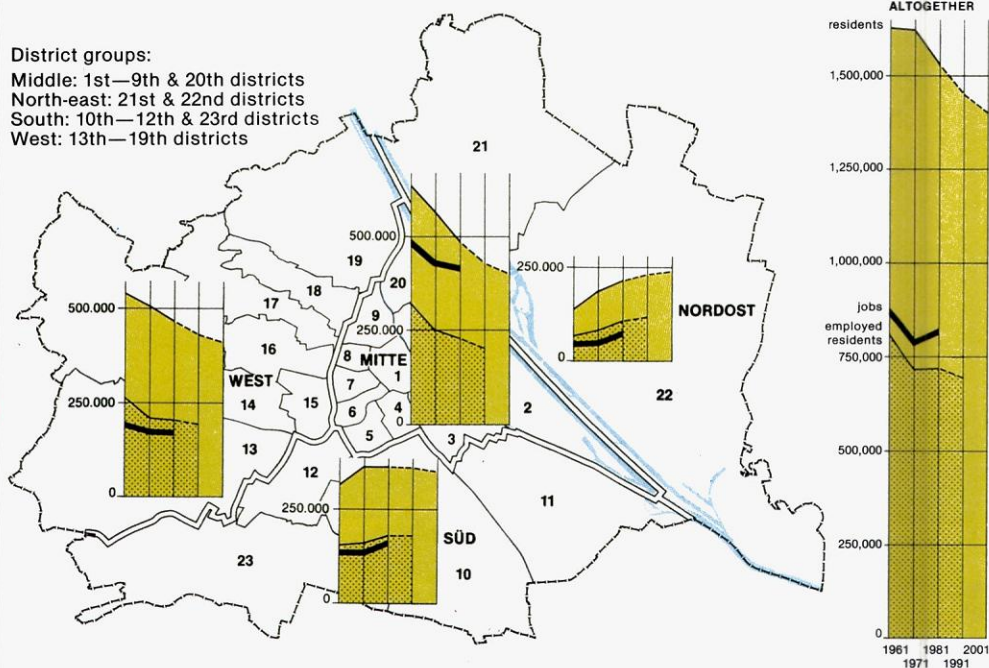 District groups:
Middle: 1st—9th & 20th districts
North-east: 21st & 22nd districts
South: 10th—12th & 23rd districts
West: 13th—19th districts
ALTOGETHER
residents
1,500,000
1,250,000
1,000,000
jobs
employed
residents
750,000
500,000
250,000
0
1961 1981 2001
1971 1991
21
19
18
17
16
WEST
14
15
13
12
23
500.000
250.000
0
500.000
250.000
0
20
9
8
MITTE
1
7
6
4
5
3
2
250.000
0
NORDOST
22
11
250.000
0
SÜD
10